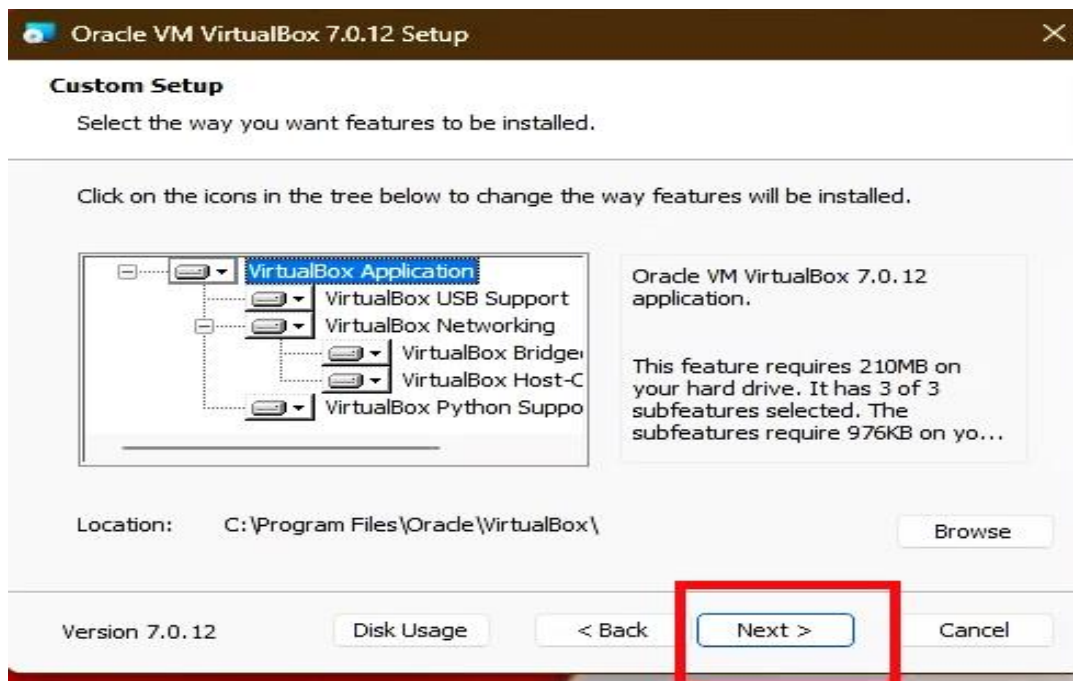 Oracle VM VirtualBox 7.0.12 Setup
Custom Setup
Select the way you want features to be installed.
Click on the icons in the tree below to change the way features will be installed.
VirtualBox Application
VirtualBox USB Support
VirtualBox Networking
VirtualBox Bridge
VirtualBox Host-C
VirtualBox Python Suppo
Oracle VM VirtualBox 7.0.12
application.
This feature requires 210MB on
your hard drive. It has 3 of 3
subfeatures selected. The
subfeatures require 976KB on yo...
Location: C:\Program Files\Oracle\VirtualBox\
Browse
Version 7.0.12
Disk Usage
< Back
Next >
Cancel